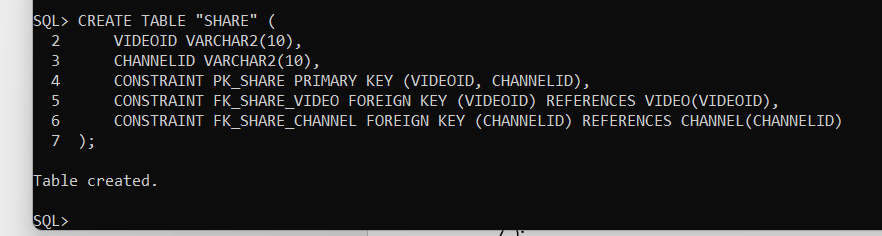 SQL> CREATE TABLE "SHARE" (
  2      VIDEOID VARCHAR2(10),
  3      CHANNELID VARCHAR2(10),
  4      CONSTRAINT PK_SHARE PRIMARY KEY (VIDEOID, CHANNELID),
  5      CONSTRAINT FK_SHARE_VIDEO FOREIGN KEY (VIDEOID) REFERENCES VIDEO(VIDEOID),
  6      CONSTRAINT FK_SHARE_CHANNEL FOREIGN KEY (CHANNELID) REFERENCES CHANNEL(CHANNELID)
  7  );
Table created.
SQL>